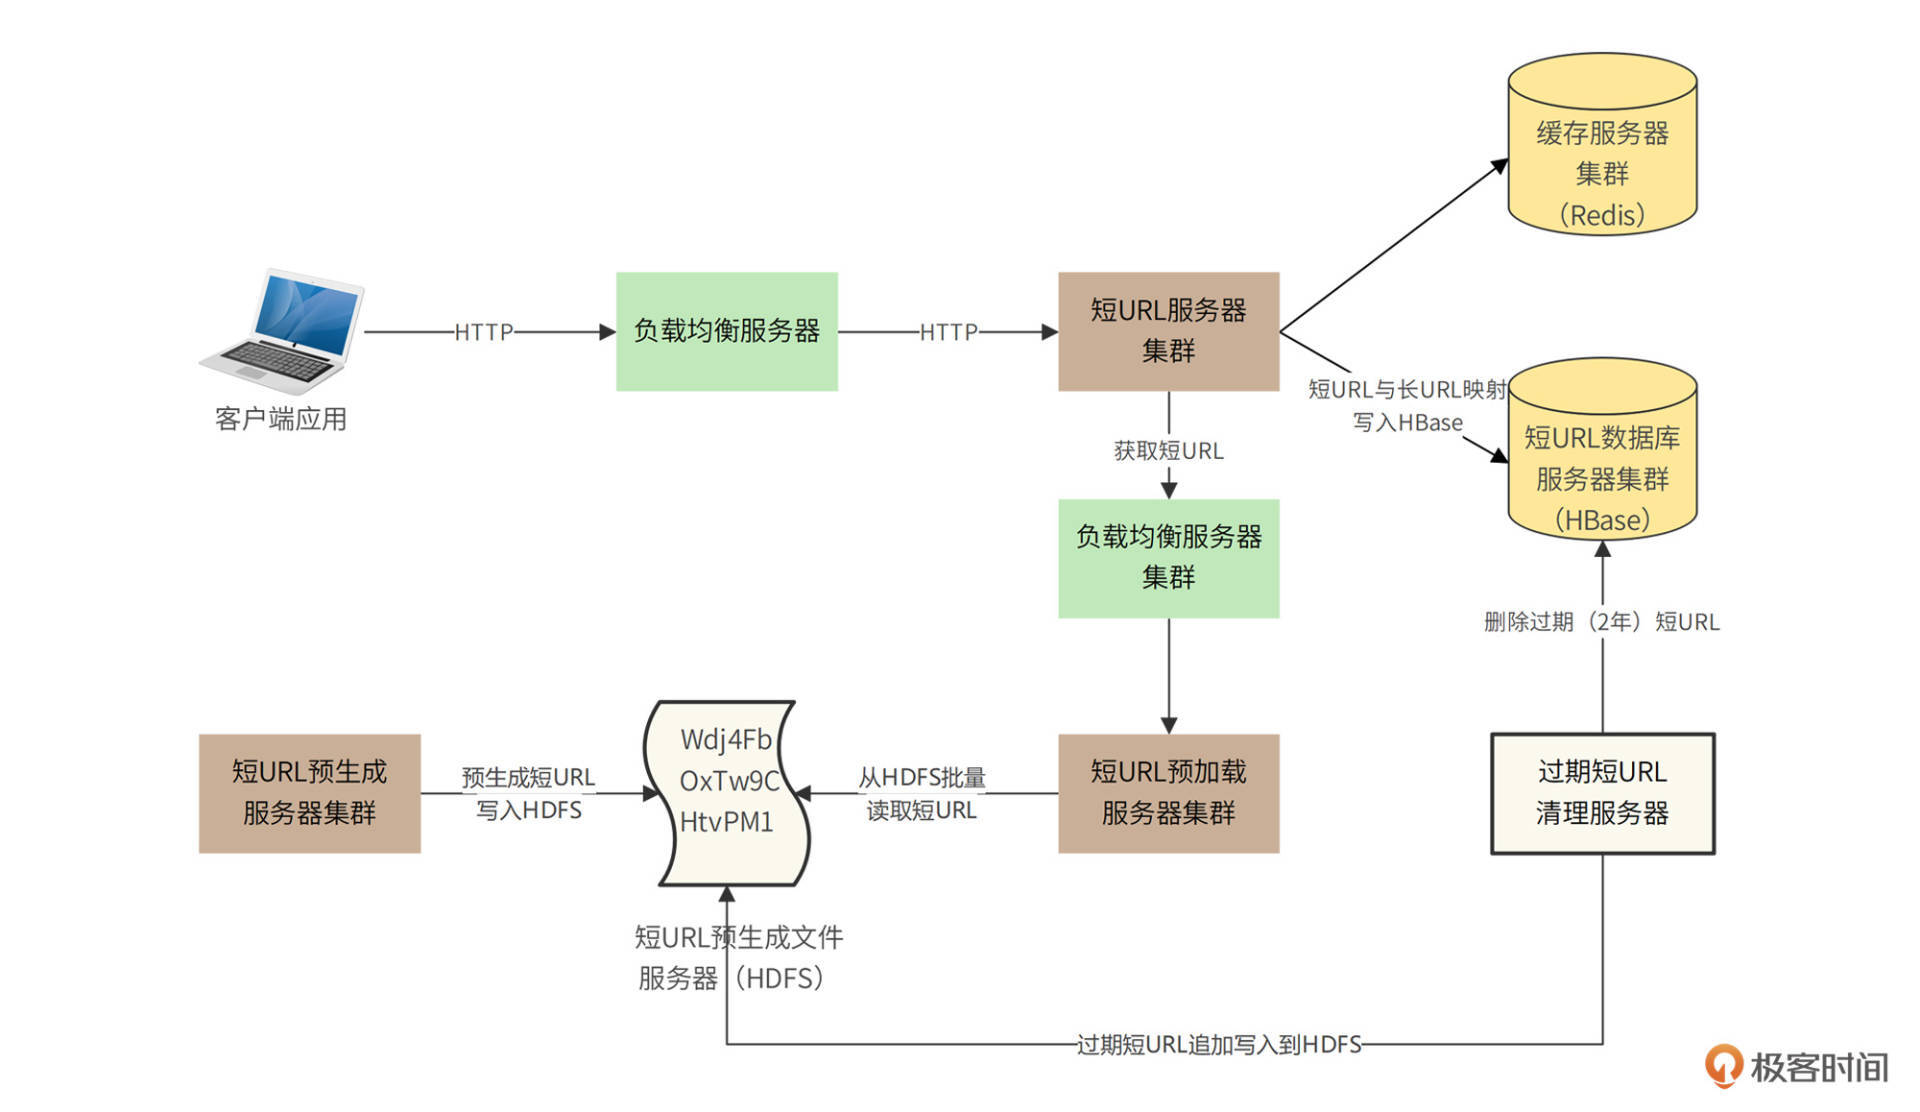 缓存服务器
集群
（Redis）
HTTP
负载均衡服务器
HTTP
短URL服务器
集群
客户端应用
短URL与长URL映射
写入HBase
短URL数据库
服务器集群
（HBase）
获取短URL
负载均衡服务器
集群
删除过期（2年）短URL
短URL预生成
服务器集群
预生成短URL
写入HDFS
Wdj4Fb
OxTw9C
HtvPM1
从HDFS批量
读取短URL
短URL预加载
服务器集群
过期短URL
清理服务器
短URL预生成文件
服务器（HDFS）
过期短URL追加写入到HDFS
极客时间